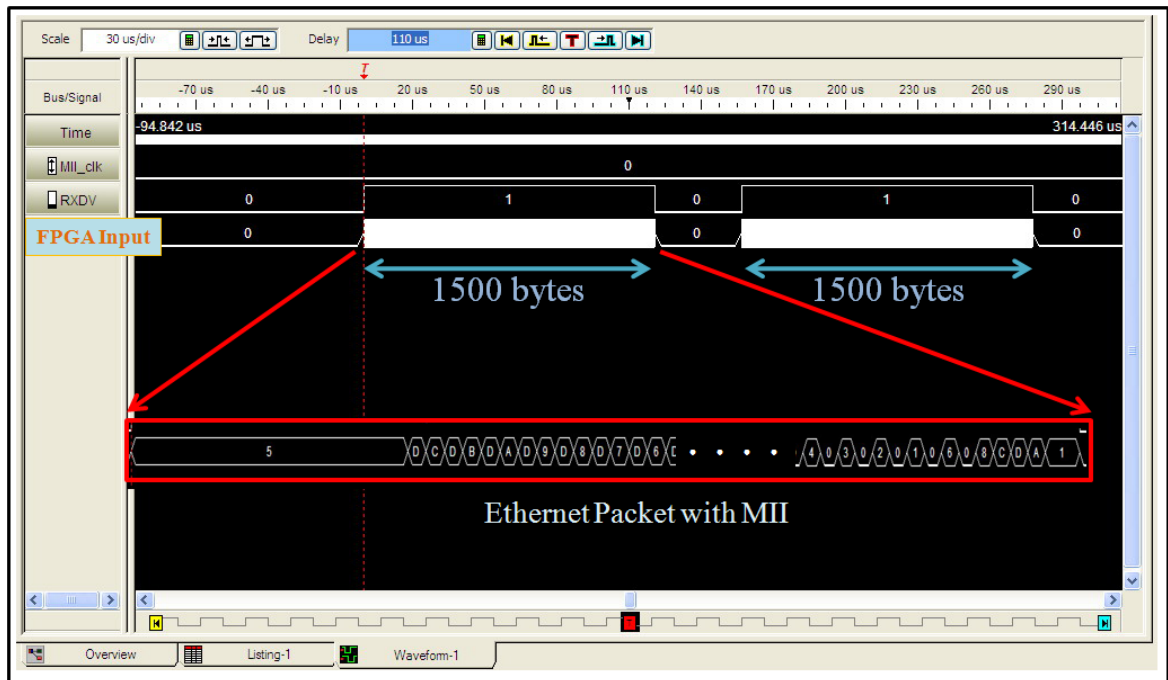 Scale 30 us/div Delay 110 us T
T
Bus/Signal -70 us -40 us -10 us 20 us 50 us 80 us 110 us 140 us 170 us 200 us 230 us 260 us 290 us
Time -94.842 us 314.446 us
MII_clk 0
RXDV 0 1 0 1 0
FPGA Input 0 0 0
1500 bytes 1500 bytes
5 D C D B D A D 9 D 8 D 7 D 6 • • • • 4 0 3 0 2 0 1 0 6 0 8 C D A 1
Ethernet Packet with MII
Overview Listing-1 Waveform-1